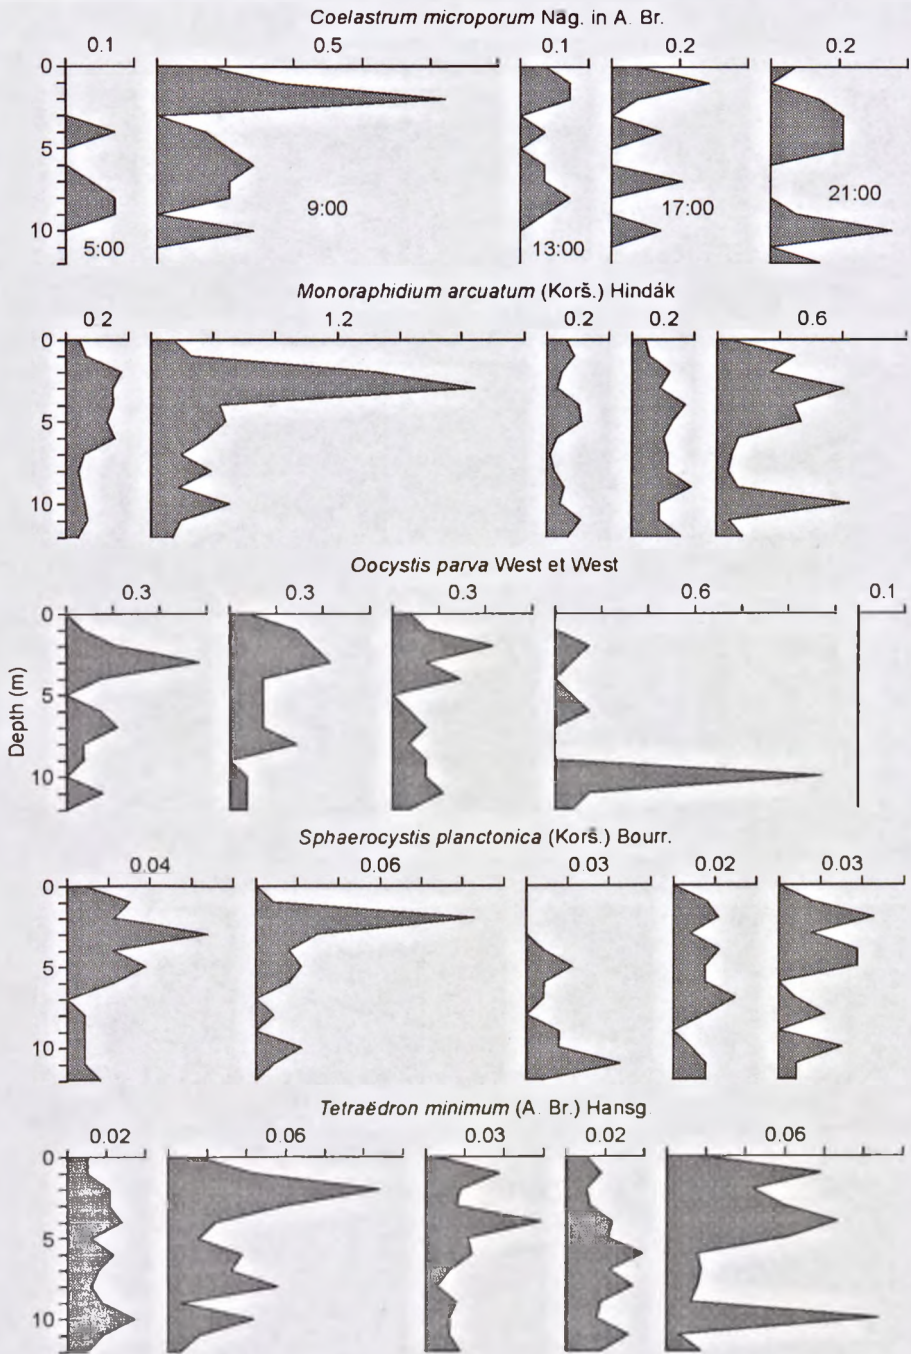 Coelastrum microporum Nag. in A. Br.
0.1 0.5 0.1 0.2 0.2
0
5
10
5:00 9:00 13:00 17:00 21:00
Monoraphidium arcuatum (Korš.) Hindák
0.2 1.2 0.2 0.2 0.6
0
5
10
Oocystis parva West et West
0.3 0.3 0.3 0.6 0.1
0
5
10
Depth (m)
Sphaerocystis planctonica (Korš.) Bourr.
0.04 0.06 0.03 0.02 0.03
0
5
10
Tetraëdron minimum (A. Br.) Hansg
0.02 0.06 0.03 0.02 0.06
0
5
10